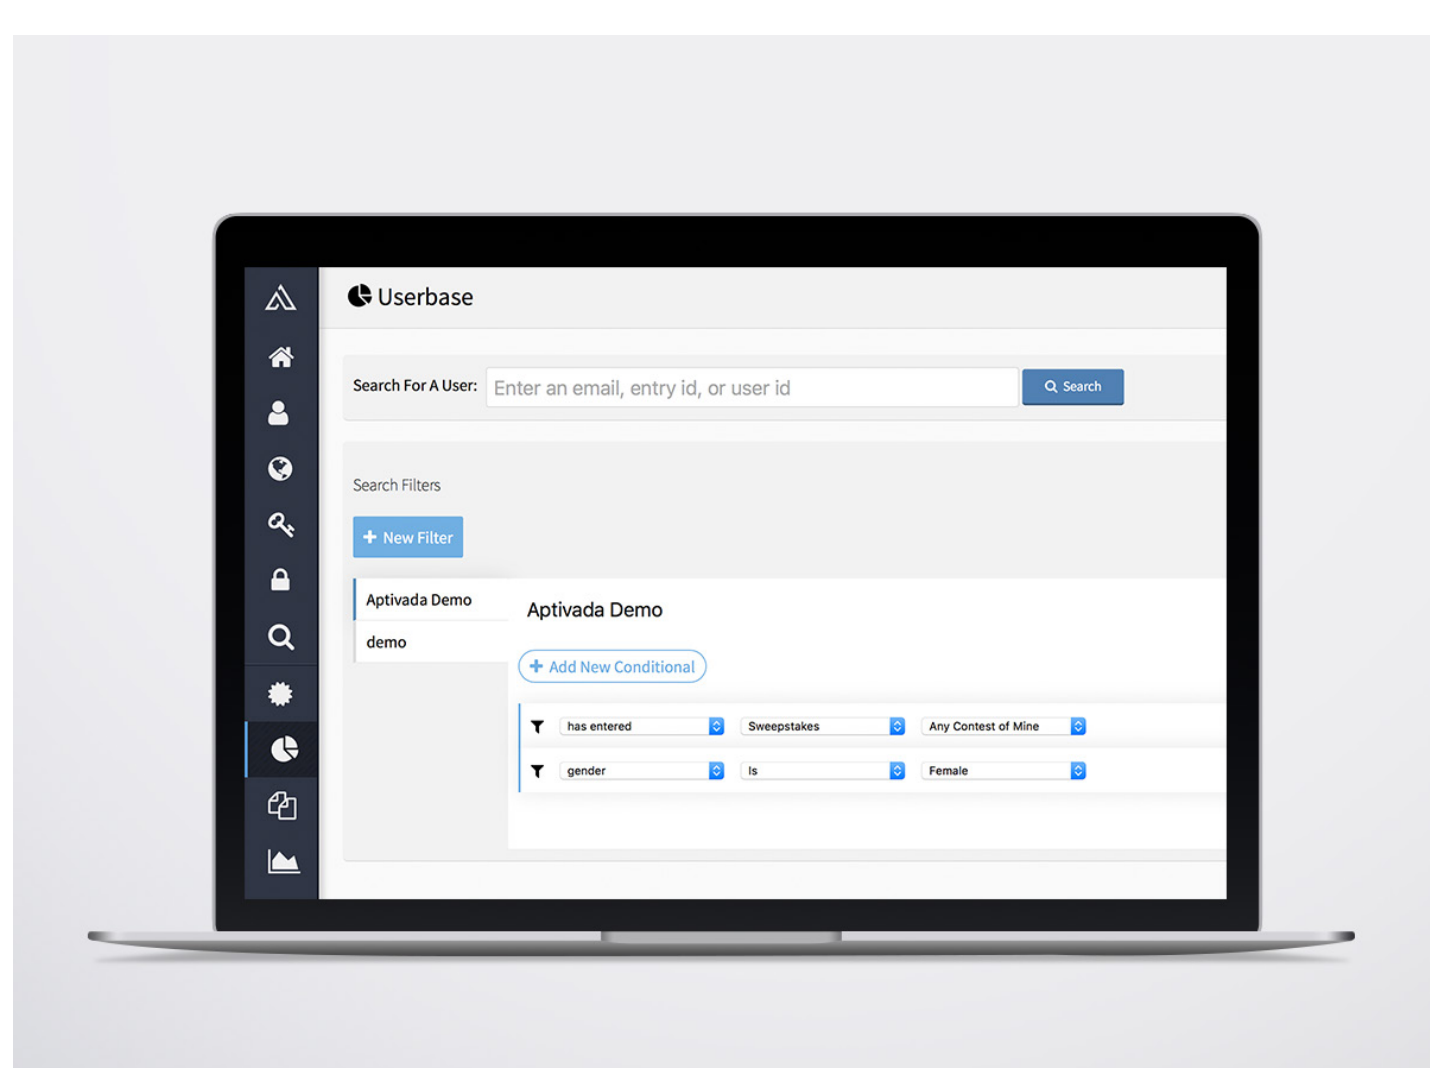 Userbase
Search For A User: Enter an email, entry id, or user id Search
Search Filters
+ New Filter
Aptivada Demo
demo
Aptivada Demo
+ Add New Conditional
has entered Sweepstakes Any Contest of Mine
gender Is Female